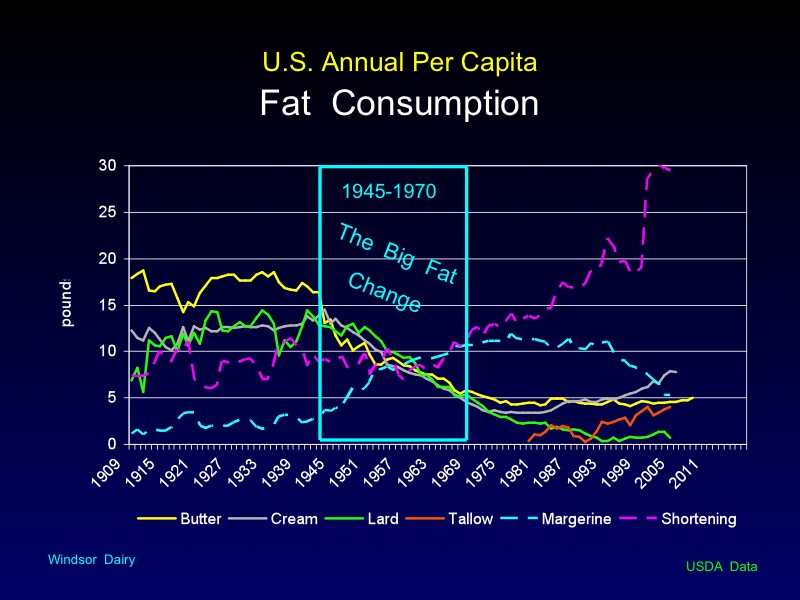 U.S. Annual Per Capita
Fat Consumption
30
25
20
15
10
5
0
pounds
1945-1970
The Big Fat
Change
1909
1915
1921
1927
1933
1939
1945
1951
1957
1963
1969
1975
1981
1987
1993
1999
2005
2011
Butter
Cream
Lard
Tallow
Margerine
Shortening
Windsor Dairy
USDA Data